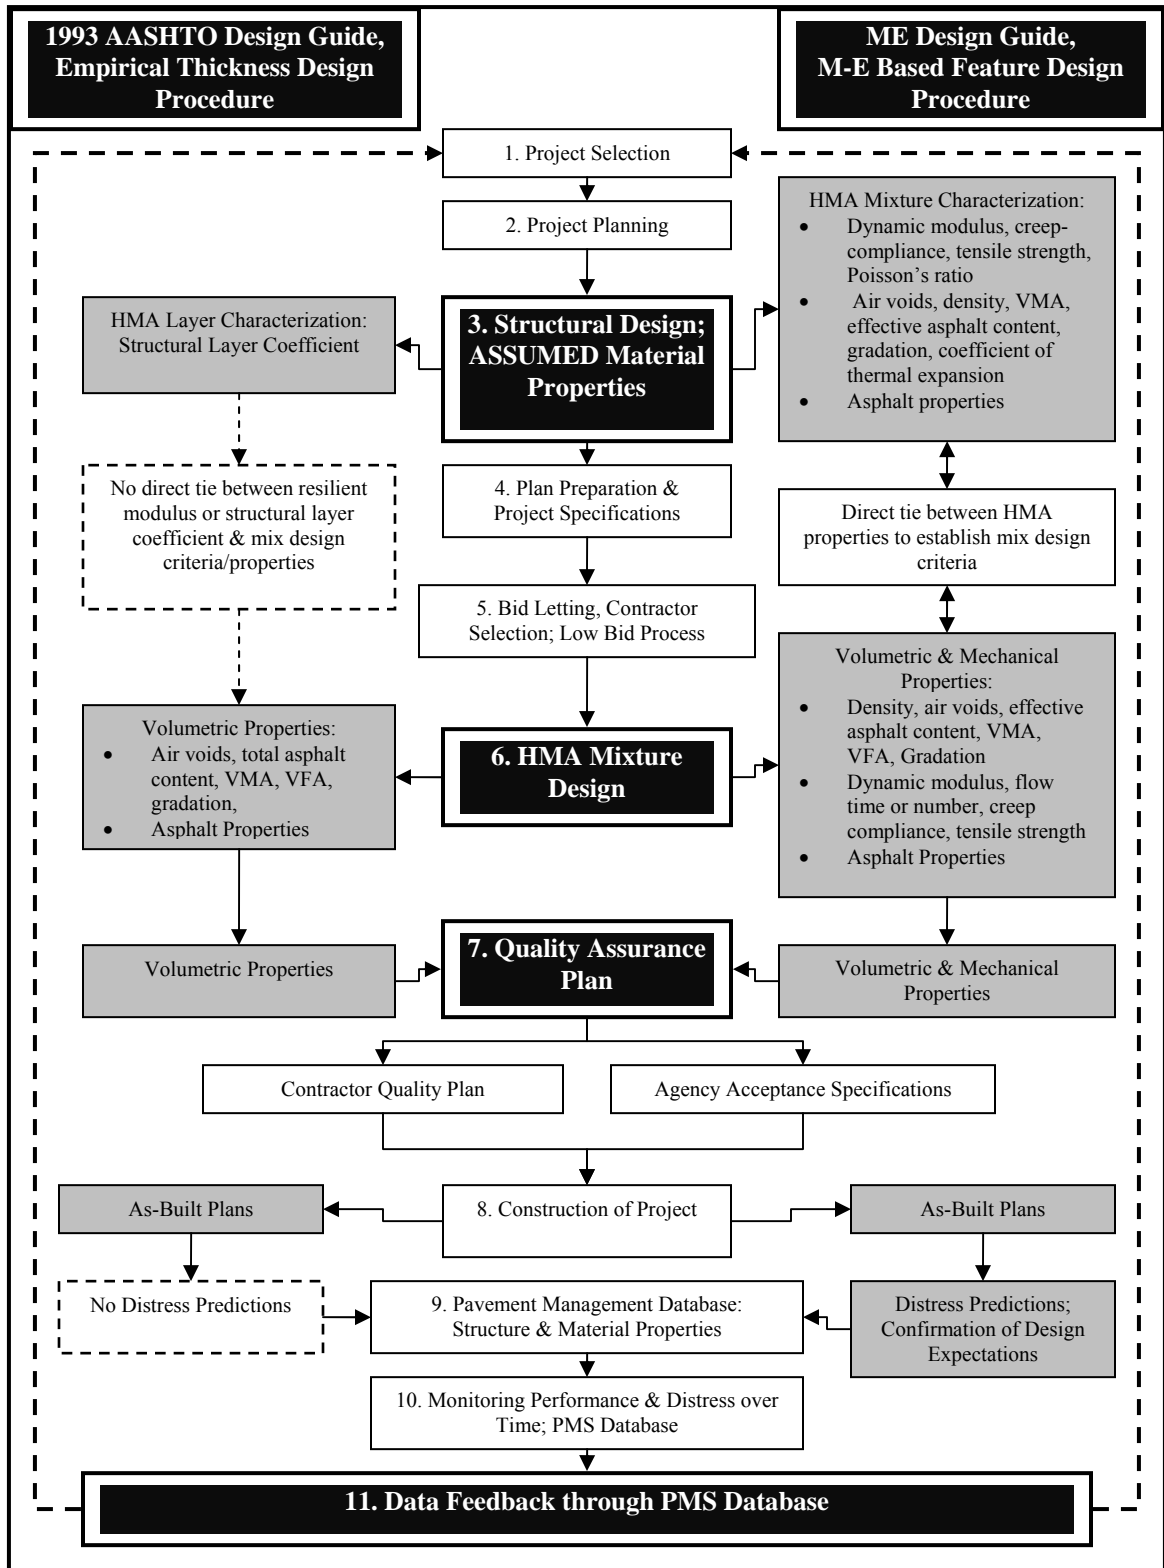 1993 AASHTO Design Guide,
Empirical Thickness Design
Procedure
ME Design Guide,
M-E Based Feature Design
Procedure
1. Project Selection
2. Project Planning
HMA Mixture Characterization:
• Dynamic modulus, creep-
compliance, tensile strength,
Poisson's ratio
• Air voids, density, VMA,
effective asphalt content,
gradation, coefficient of
thermal expansion
• Asphalt properties
HMA Layer Characterization:
Structural Layer Coefficient
3. Structural Design;
ASSUMED Material
Properties
No direct tie between resilient
modulus or structural layer
coefficient & mix design
criteria/properties
4. Plan Preparation &
Project Specifications
Direct tie between HMA
properties to establish mix design
criteria
5. Bid Letting, Contractor
Selection; Low Bid Process
Volumetric & Mechanical
Properties:
• Density, air voids, effective
asphalt content, VMA,
VFA, Gradation
• Dynamic modulus, flow
time or number, creep
compliance, tensile strength
• Asphalt Properties
Volumetric Properties:
• Air voids, total asphalt
content, VMA, VFA,
gradation,
• Asphalt Properties
6. HMA Mixture
Design
Volumetric Properties
7. Quality Assurance
Plan
Volumetric & Mechanical
Properties
Contractor Quality Plan
Agency Acceptance Specifications
As-Built Plans
8. Construction of Project
As-Built Plans
No Distress Predictions
9. Pavement Management Database:
Structure & Material Properties
Distress Predictions;
Confirmation of Design
Expectations
10. Monitoring Performance & Distress over
Time; PMS Database
11. Data Feedback through PMS Database